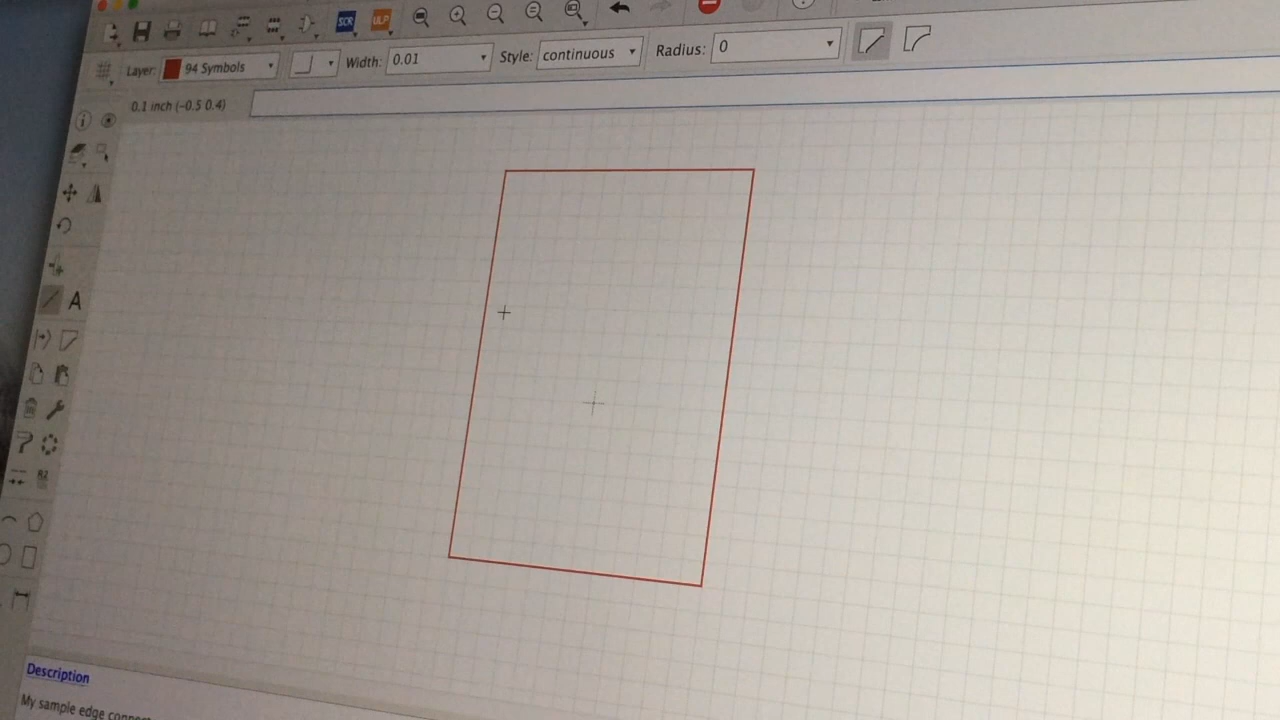 SCR ULP
Layer: 94 Symbols Width: 0.01 Style: continuous Radius: 0
0.1 inch (-0.5 0.4)
A
R2
Description
My sample edge